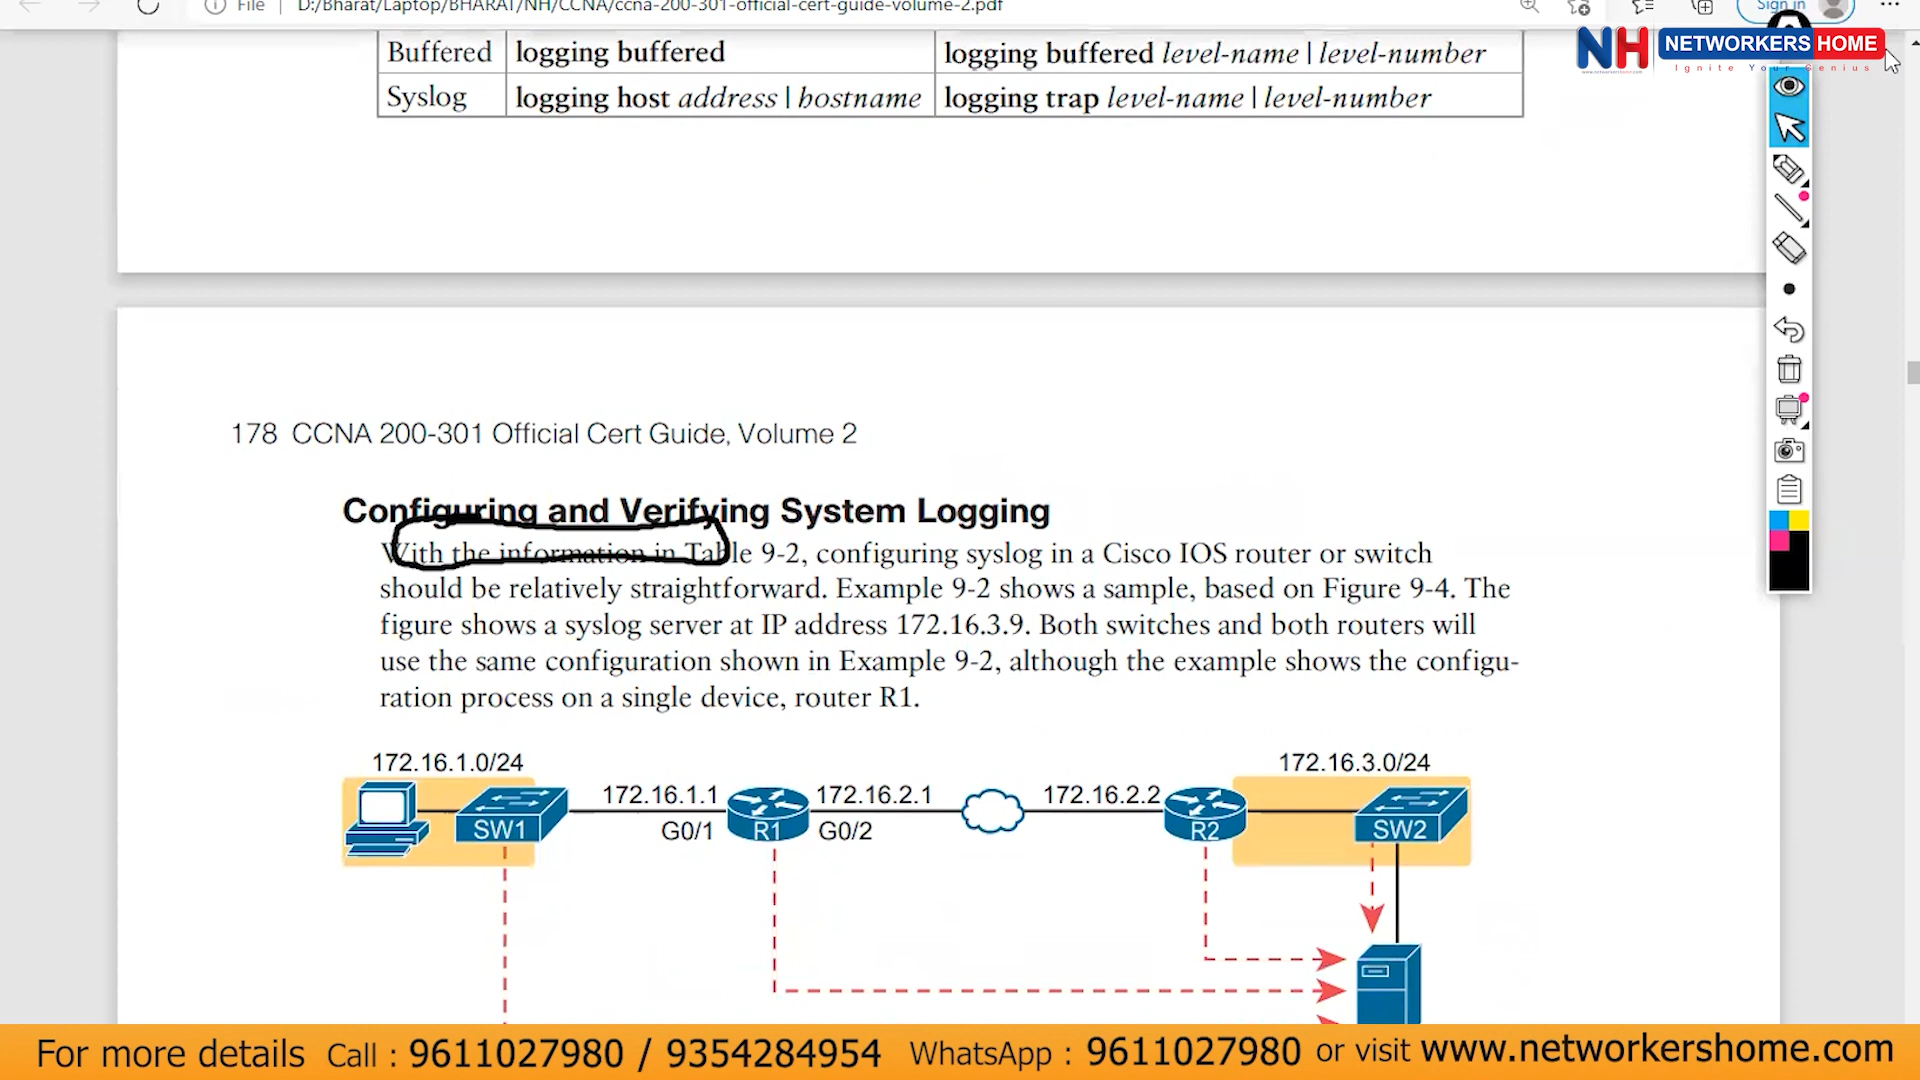 File D:/Bharat/Laptop/BHARAT/NH/CCNA/ccna-200-301-official-cert-guide-volume-2.pdf
Sign in
NH NETWORKERS HOME
Ignite Your Genius
Buffered logging buffered logging buffered level-name | level-number
Syslog logging host address | hostname logging trap level-name | level-number
178 CCNA 200-301 Official Cert Guide, Volume 2
Configuring and Verifying System Logging
With the information in Table 9-2, configuring syslog in a Cisco IOS router or switch
should be relatively straightforward. Example 9-2 shows a sample, based on Figure 9-4. The
figure shows a syslog server at IP address 172.16.3.9. Both switches and both routers will
use the same configuration shown in Example 9-2, although the example shows the configu-
ration process on a single device, router R1.
172.16.1.0/24 172.16.3.0/24
172.16.1.1 172.16.2.1 172.16.2.2
SW1 G0/1 R1 G0/2 R2 SW2
For more details Call : 9611027980 / 9354284954 WhatsApp : 9611027980 or visit www.networkershome.com